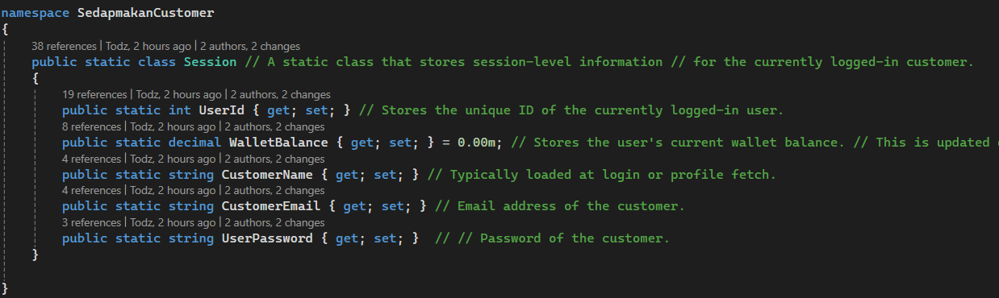 namespace SedapmakanCustomer
{
38 references | Todz, 2 hours ago | 2 authors, 2 changes
public static class Session // A static class that stores session-level information // for the currently logged-in customer.
{
19 references | Todz, 2 hours ago | 2 authors, 2 changes
public static int UserId { get; set; } // Stores the unique ID of the currently logged-in user.
8 references | Todz, 2 hours ago | 2 authors, 2 changes
public static decimal WalletBalance { get; set; } = 0.00m; // Stores the user's current wallet balance. // This is updated
4 references | Todz, 2 hours ago | 2 authors, 2 changes
public static string CustomerName { get; set; } // Typically loaded at login or profile fetch.
4 references | Todz, 2 hours ago | 2 authors, 2 changes
public static string CustomerEmail { get; set; } // Email address of the customer.
3 references | Todz, 2 hours ago | 2 authors, 2 changes
public static string UserPassword { get; set; }  // // Password of the customer.
}
}